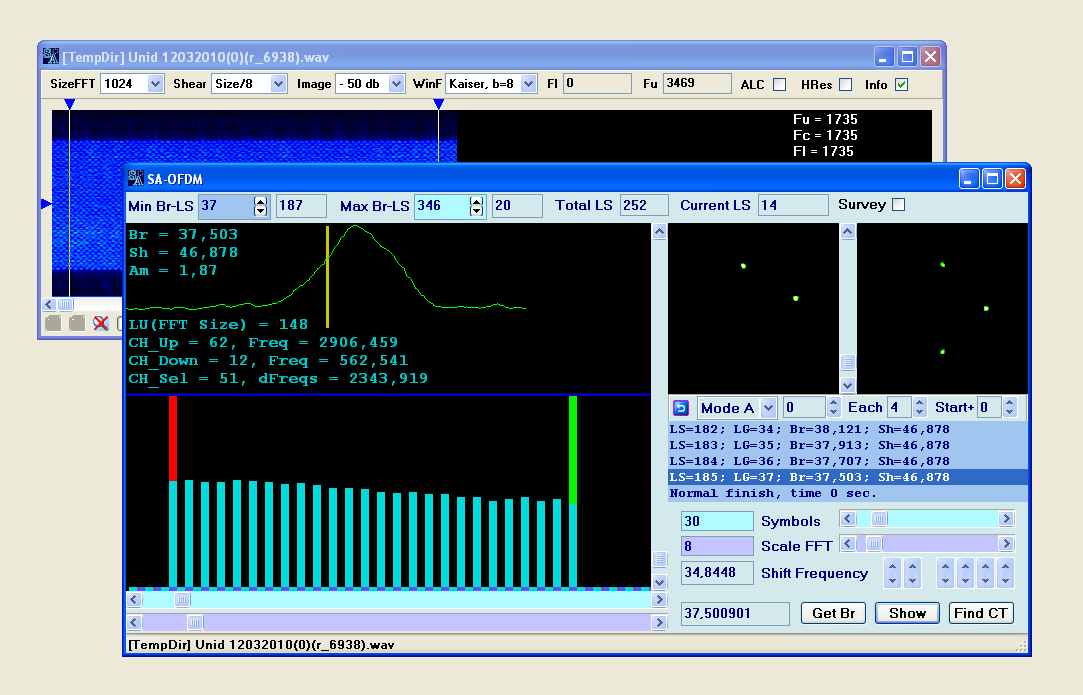 [TempDir] Unid 12032010(0)(r_6938).wav
SizeFFT 1024 Shear Size/8 Image - 50 db WinF Kaiser, b=8 Fl 0 Fu 3469 ALC HRes Info
Fu = 1735
Fc = 1735
Fl = 1735
SA-OFDM
Min Br-LS 37 187 Max Br-LS 346 20 Total LS 252 Current LS 14 Survey
Br = 37,503
Sh = 46,878
Am = 1,87
LU(FFT Size) = 148
CH_Up = 62, Freq = 2906,459
CH_Down = 12, Freq = 562,541
CH_Sel = 51, dFreqs = 2343,919
Mode A 0 Each 4 Start+ 0
LS=182; LG=34; Br=38,121; Sh=46,878
LS=183; LG=35; Br=37,913; Sh=46,878
LS=184; LG=36; Br=37,707; Sh=46,878
LS=185; LG=37; Br=37,503; Sh=46,878
Normal finish, time 0 sec.
30 Symbols
8 Scale FFT
34,8448 Shift Frequency
37,500901 Get Br Show Find CT
[TempDir] Unid 12032010(0)(r_6938).wav